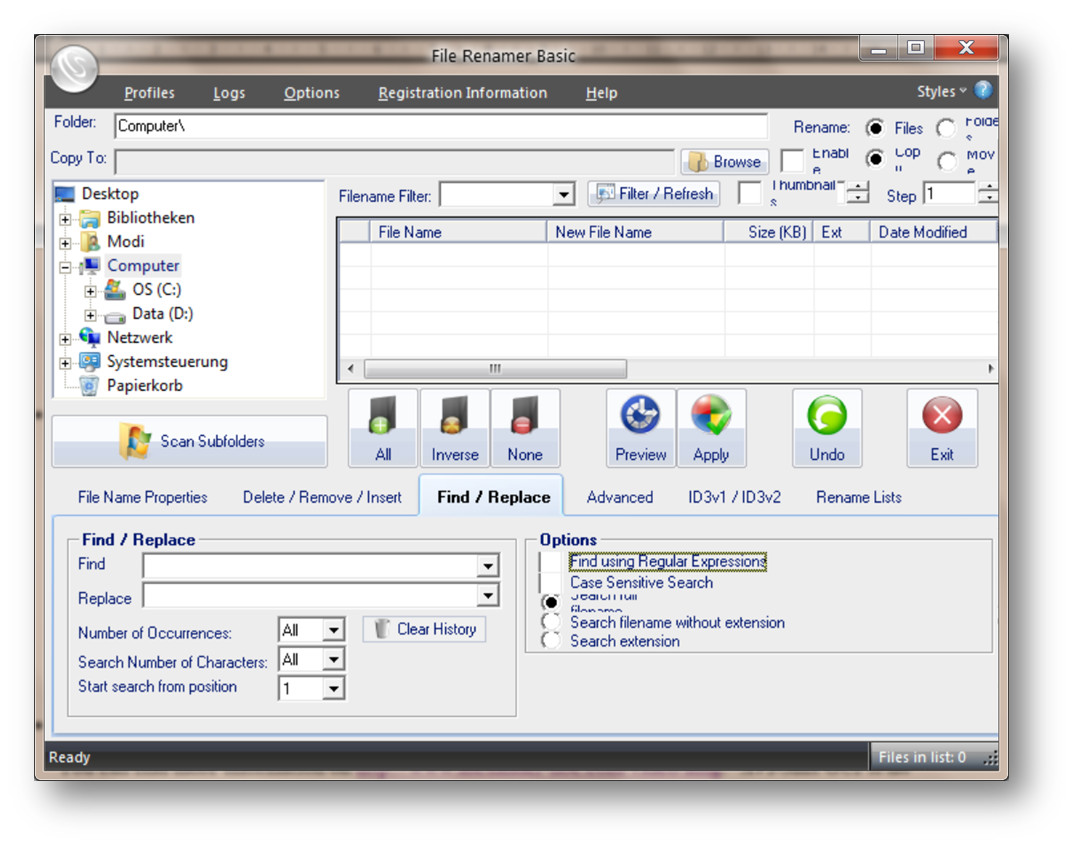 File Renamer Basic
Profiles Logs Options Registration Information Help Styles
Folder: Computer\ Rename: Files Folders
Copy To: Browse Enable Copy Move
Filename Filter: Filter / Refresh Thumbnails Step 1
Desktop
Bibliotheken
Modi
Computer
OS (C:)
Data (D:)
Netzwerk
Systemsteuerung
Papierkorb
File Name New File Name Size (KB) Ext Date Modified
Scan Subfolders
All Inverse None Preview Apply Undo Exit
File Name Properties Delete / Remove / Insert Find / Replace Advanced ID3v1 / ID3v2 Rename Lists
Find / Replace
Find
Replace
Number of Occurrences: All Clear History
Search Number of Characters: All
Start search from position 1
Options
Find using Regular Expressions
Case Sensitive Search
Search full
filename
Search filename without extension
Search extension
Ready Files in list: 0